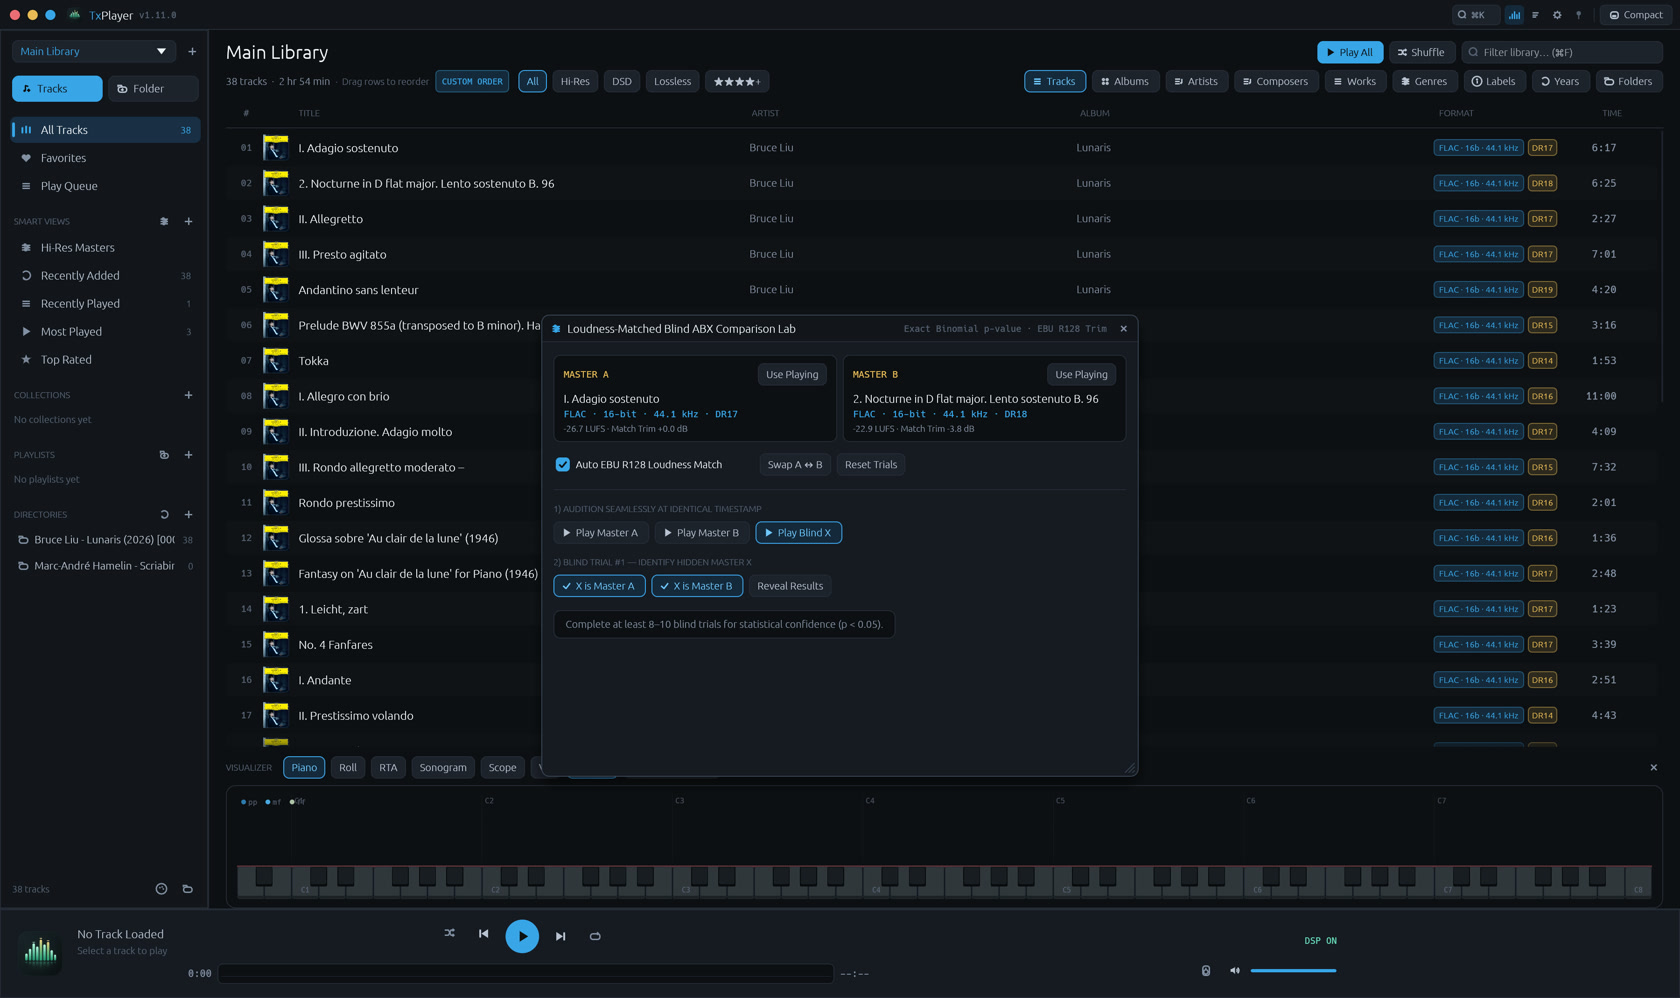 TxPlayer v1.11.0
⌘K
Compact
Main Library
Tracks
Folder
All Tracks 38
Favorites
Play Queue
SMART VIEWS
Hi-Res Masters
Recently Added 38
Recently Played 1
Most Played 3
Top Rated
COLLECTIONS
No collections yet
PLAYLISTS
No playlists yet
DIRECTORIES
Bruce Liu - Lunaris (2026) [00( 38
Marc-André Hamelin - Scriabir 0
38 tracks
Main Library
Play All
Shuffle
Filter library… (⌘F)
38 tracks · 2 hr 54 min · Drag rows to reorder CUSTOM ORDER All Hi-Res DSD Lossless ★★★★+
Tracks Albums Artists Composers Works Genres Labels Years Folders
# TITLE ARTIST ALBUM FORMAT TIME
01 I. Adagio sostenuto Bruce Liu Lunaris FLAC · 16b · 44.1 kHz DR17 6:17
02 2. Nocturne in D flat major. Lento sostenuto B. 96 Bruce Liu Lunaris FLAC · 16b · 44.1 kHz DR18 6:25
03 II. Allegretto Bruce Liu Lunaris FLAC · 16b · 44.1 kHz DR17 2:27
04 III. Presto agitato Bruce Liu Lunaris FLAC · 16b · 44.1 kHz DR17 7:01
05 Andantino sans lenteur Bruce Liu Lunaris FLAC · 16b · 44.1 kHz DR19 4:20
06 Prelude BWV 855a (transposed to B minor). Ha FLAC · 16b · 44.1 kHz DR15 3:16
07 Tokka FLAC · 16b · 44.1 kHz DR14 1:53
08 I. Allegro con brio FLAC · 16b · 44.1 kHz DR16 11:00
09 II. Introduzione. Adagio molto FLAC · 16b · 44.1 kHz DR17 4:09
10 III. Rondo allegretto moderato – FLAC · 16b · 44.1 kHz DR15 7:32
11 Rondo prestissimo FLAC · 16b · 44.1 kHz DR16 2:01
12 Glossa sobre 'Au clair de la lune' (1946) FLAC · 16b · 44.1 kHz DR16 1:36
13 Fantasy on 'Au clair de la lune' for Piano (1946) FLAC · 16b · 44.1 kHz DR17 2:48
14 1. Leicht, zart FLAC · 16b · 44.1 kHz DR17 1:23
15 No. 4 Fanfares FLAC · 16b · 44.1 kHz DR17 3:39
16 I. Andante FLAC · 16b · 44.1 kHz DR16 2:51
17 II. Prestissimo volando FLAC · 16b · 44.1 kHz DR14 4:43
Loudness-Matched Blind ABX Comparison Lab Exact Binomial p-value · EBU R128 Trim
MASTER A Use Playing
I. Adagio sostenuto
FLAC · 16-bit · 44.1 kHz · DR17
-26.7 LUFS · Match Trim +0.0 dB
MASTER B Use Playing
2. Nocturne in D flat major. Lento sostenuto B. 96
FLAC · 16-bit · 44.1 kHz · DR18
-22.9 LUFS · Match Trim -3.8 dB
Auto EBU R128 Loudness Match Swap A ↔ B Reset Trials
1) AUDITION SEAMLESSLY AT IDENTICAL TIMESTAMP
Play Master A Play Master B Play Blind X
2) BLIND TRIAL #1 — IDENTIFY HIDDEN MASTER X
X is Master A X is Master B Reveal Results
Complete at least 8–10 blind trials for statistical confidence (p < 0.05).
VISUALIZER Piano Roll RTA Sonogram Scope
pp mf C2 C3 C4 C5 C6 C7
C1 C2 C3 C4 C5 C6 C7 C8
No Track Loaded
Select a track to play
0:00 --:--
DSP ON